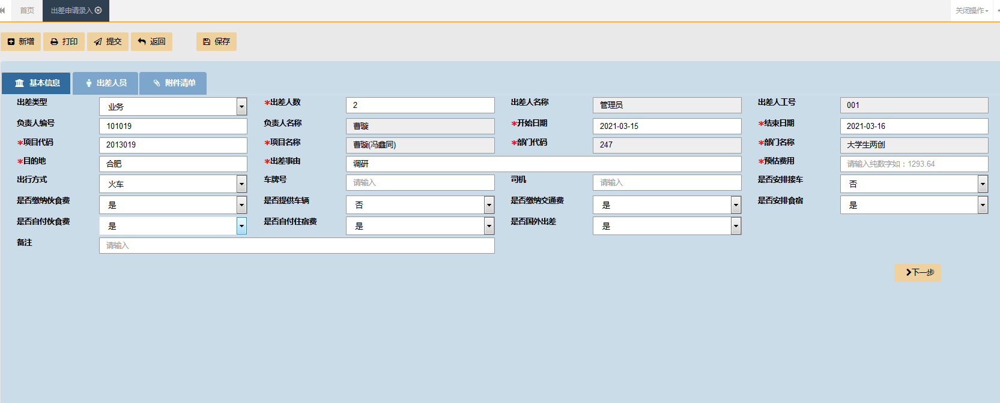 首页 出差申请录入 关闭操作
新增 打印 提交 返回 保存
基本信息 出差人员 附件清单
出差类型 业务 *出差人数 2 出差人名称 管理员 出差人工号 001
负责人编号 101019 负责人名称 曹璇 *开始日期 2021-03-15 *结束日期 2021-03-16
*项目代码 2013019 *项目名称 曹璇(冯鑫同) *部门代码 247 *部门名称 大学生两创
*目的地 合肥 *出差事由 调研 *预估费用 请输入纯数字如：1293.64
出行方式 火车 车牌号 请输入 司机 请输入 是否安排接车 否
是否缴纳伙食费 是 是否提供车辆 否 是否缴纳交通费 是 是否安排食宿 是
是否自付伙食费 是 是否自付住宿费 是 是否国外出差 是
备注 请输入
下一步